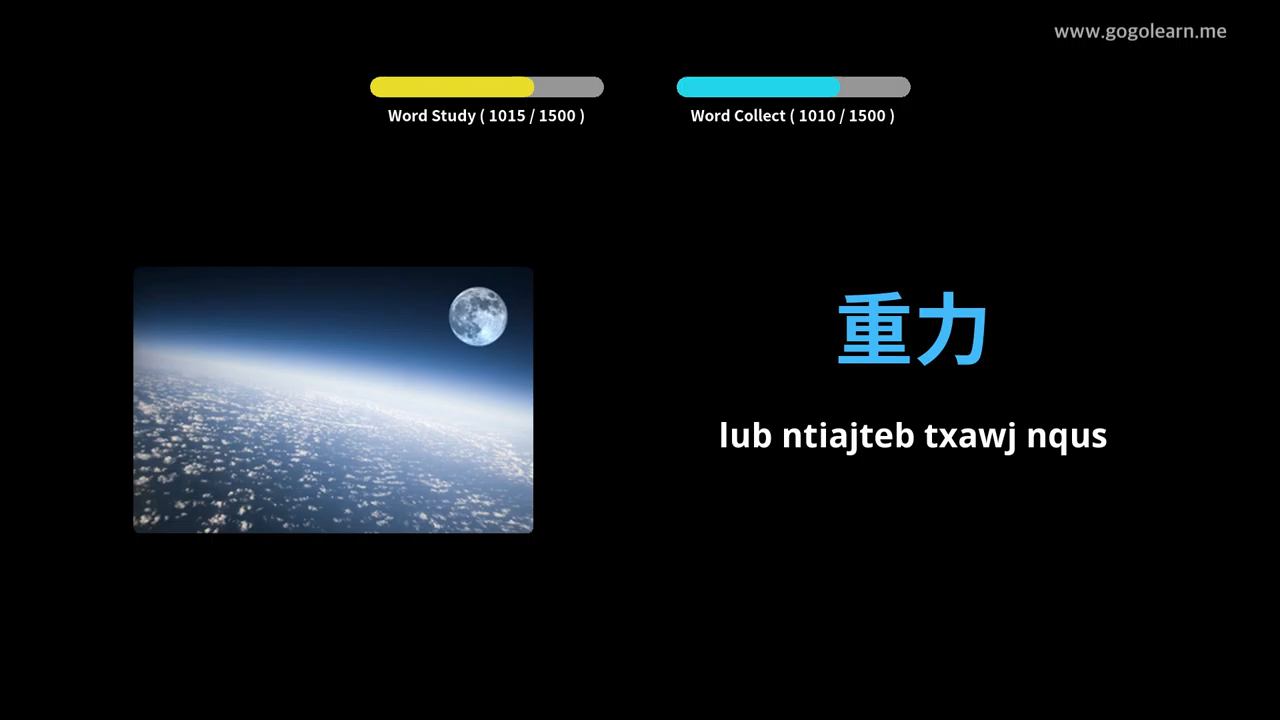 www.gogolearn.me
Word Study ( 1015 / 1500 )
Word Collect ( 1010 / 1500 )
重力
lub ntiajteb txawj nqus